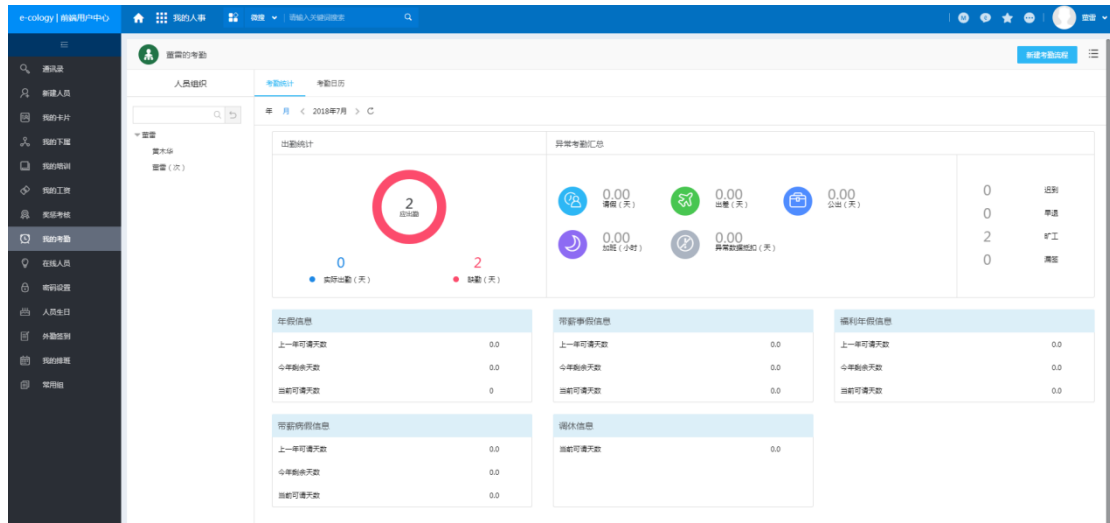 e-cology | 前端用户中心
我的人事
微搜
请输入关键词搜索
通讯录
新建人员
我的卡片
我的下属
我的培训
我的工资
奖惩考核
我的考勤
在线人员
密码设置
人员生日
外勤签到
我的排班
常用组
的考勤
新建考勤流程
人员组织
黄木华
(次)
考勤统计 考勤日历
年 月 < 2018年7月 >
出勤统计
2
应出勤
0
实际出勤(天)
2
缺勤(天)
异常考勤汇总
0.00
请假(天)
0.00
出差(天)
0.00
公出(天)
0.00
加班(小时)
0.00
异常数据抵扣(天)
0 迟到
0 早退
2 旷工
0 漏签
年假信息
上一年可请天数 0.0
今年剩余天数 0.0
当前可请天数 0
带薪事假信息
上一年可请天数 0.0
今年剩余天数 0.0
当前可请天数 0.0
福利年假信息
上一年可请天数 0.0
今年剩余天数 0.0
当前可请天数 0.0
带薪病假信息
上一年可请天数 0.0
今年剩余天数 0.0
当前可请天数 0.0
调休信息
当前可请天数 0.0